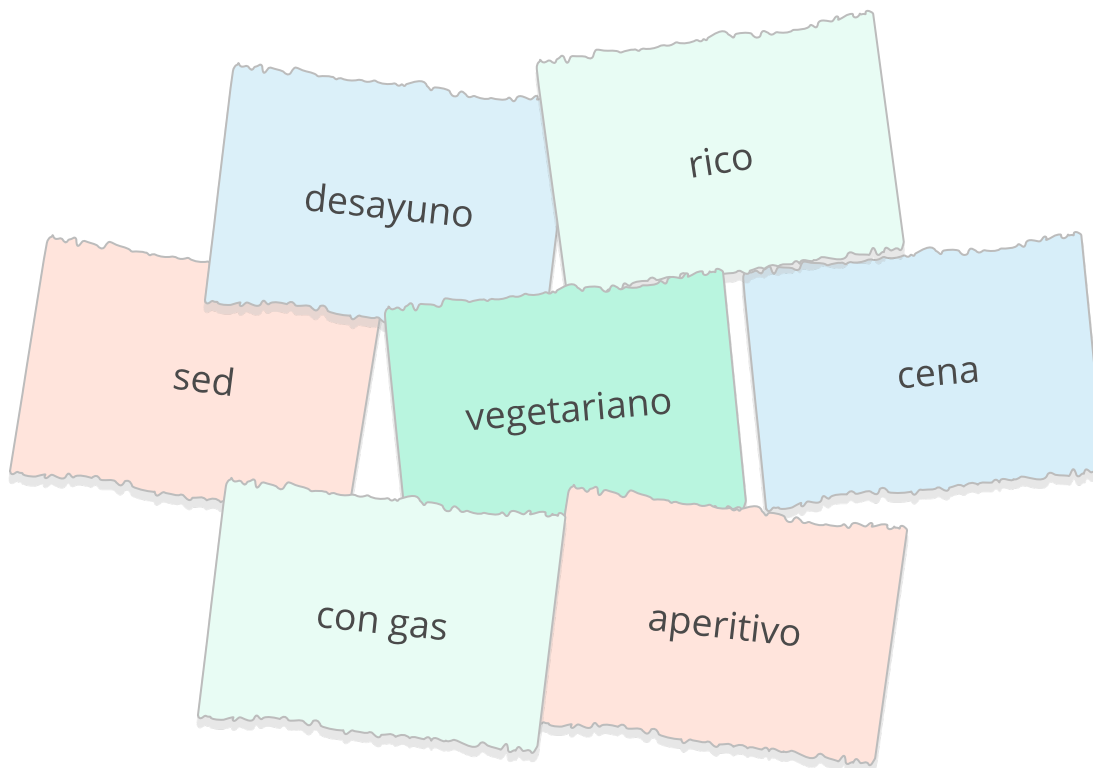 rico
desayuno
sed
vegetariano
cena
con gas
aperitivo